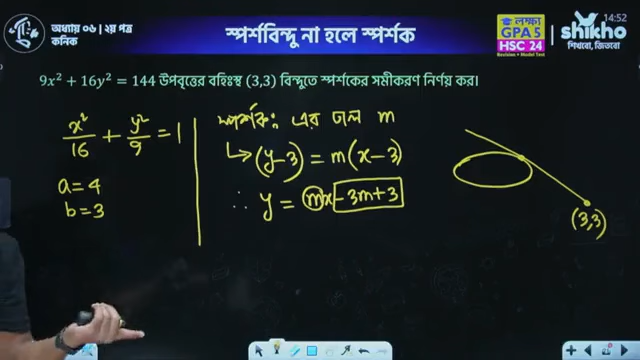 অধ্যায় ০৬ | ২য় পত্র
কনিক
স্পর্শবিন্দু না হলে স্পর্শক
লক্ষ্য
GPA 5
HSC 24
Revision + Model Test
14:52
shikho
শিখবো, জিতবো
9x² + 16y² = 144 উপবৃত্তের বহিঃস্থ (3,3) বিন্দুতে স্পর্শকের সমীকরণ নির্ণয় কর।
x²/16 + y²/9 = 1
a = 4
b = 3
স্পর্শক: এর ঢাল m
↳ (y-3) = m(x-3)
∴ y = mx - 3m + 3
(3,3)